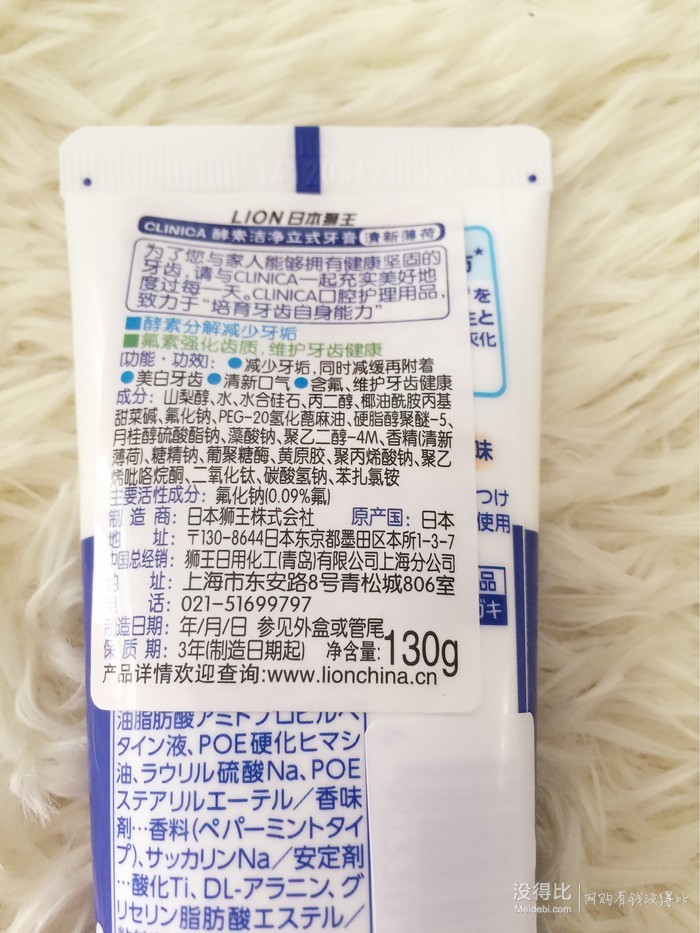 LION 日本狮王
CLINICA 酵素洁净立式牙膏 清新薄荷
为了您与家人能够拥有健康坚固的
牙齿,请与CLINICA一起充实美好地
度过每一天。CLINICA口腔护理用品,
致力于“培育牙齿自身能力”
■酵素分解减少牙垢
■氟素强化齿质,维护牙齿健康
[功能·功效]: ●减少牙垢,同时减缓再附着
●美白牙齿●清新口气●含氟、维护牙齿健康
成分: 山梨醇、水、水合硅石、丙二醇、椰油酰胺丙基
甜菜碱、氟化钠、PEG-20氢化蓖麻油、硬脂醇聚醚-5、
月桂醇硫酸酯钠、藻酸钠、聚乙二醇-4M、香精(清新
薄荷)、糖精钠、葡聚糖酶、黄原胶、聚丙烯酸钠、聚乙
烯吡咯烷酮、二氧化钛、碳酸氢钠、苯扎氯铵
主要活性成分: 氟化钠(0.09%氟)
制造商: 日本狮王株式会社 原产国: 日本
地址: 〒130-8644日本东京都墨田区本所1-3-7
中国总经销: 狮王日用化工(青岛)有限公司上海分公司
地址: 上海市东安路8号青松城806室
电话: 021-51699797
制造日期: 年/月/日 参见外盒或管尾
保质期: 3年(制造日期起) 净含量:130g
产品详情欢迎查询:www.lionchina.cn
を
と
化
味
つけ
使用
品
キ
油脂肪酸アミドプロピルベ
タイン液、POE硬化ヒマシ
油、ラウリル硫酸Na、POE
ステアリルエーテル/香味
剤…香料(ペパーミントタイ
プ)、サッカリンNa/安定剤
…酸化Ti、DL-アラニン、グ
リセリン脂肪酸エステル/
没得比 网购有钱没得比
Meidebi.com